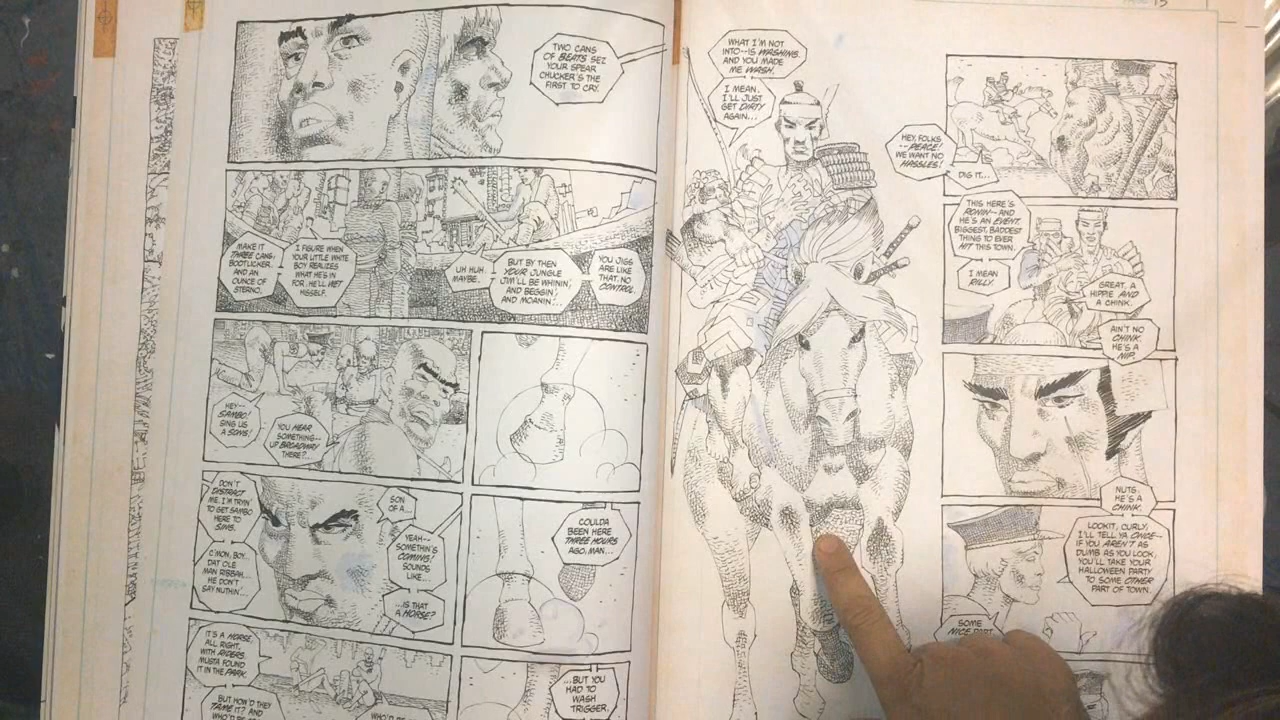 TWO CANS
OF BEATS SEZ
YOUR SPEAR
CHUCKER'S THE
FIRST TO CRY.
MAKE IT
THREE CANS,
BOOTLICKER.
AND AN
OUNCE OF
STERNO.
I FIGURE WHEN
YOUR LITTLE WHITE
BOY REALIZES
WHAT HE'S IN
FOR, HE'LL WET
HISSELF.
UH HUH.
MAYBE.
BUT BY THEN
YOUR JUNGLE
JIM'LL BE WHININ',
AND BEGGIN',
AND MOANIN'...
YOU JIGS
ARE LIKE
THAT. NO
CONTROL.
HEY--
SAMBO!
SING US
A SONG!
YOU HEAR
SOMETHING--
UP BROADWAY
THERE?
DON'T
DISTRACT
ME. I'M TRYIN'
TO GET SAMBO
HERE TO
SING.
C'MON, BOY..
DAT OLE
MAN RIBBAH...
HE DON'T
SAY NUTHIN'...
SON
OF A...
YEAH--
SOMETHIN'S
COMING!
SOUNDS
LIKE...
...IS THAT
A HORSE?
COULDA
BEEN HERE
THREE HOURS
AGO, MAN...
IT'S A HORSE,
ALL RIGHT,
WITH RIDERS.
MUSTA FOUND
IT IN THE PARK.
BUT HOW'D THEY
TAME IT? AND
...BUT YOU
HAD TO
WASH
TRIGGER.
15
WHAT I'M NOT
INTO--IS WASHING.
AND YOU MADE
ME WASH.
I MEAN,
I'LL JUST
GET DIRTY
AGAIN...
HEY, FOLKS
--PEACE!
WE WANT NO
HASSLES!
DIG IT...
THIS HERE'S
RONIN--AND
HE'S AN EVENT.
BIGGEST, BADDEST
THING TO EVER
HIT THIS TOWN.
I MEAN
RILLY.
GREAT. A
HIPPIE AND
A CHINK.
AIN'T NO
CHINK.
HE'S A
NIP.
NUTS.
HE'S A
CHINK.
LOOKIT, CURLY,
I'LL TELL YA ONCE--
IF YOU AREN'T AS
DUMB AS YOU LOOK,
YOU'LL TAKE YOUR
HALLOWEEN PARTY
TO SOME OTHER
PART OF TOWN.
SOME
NICE PART